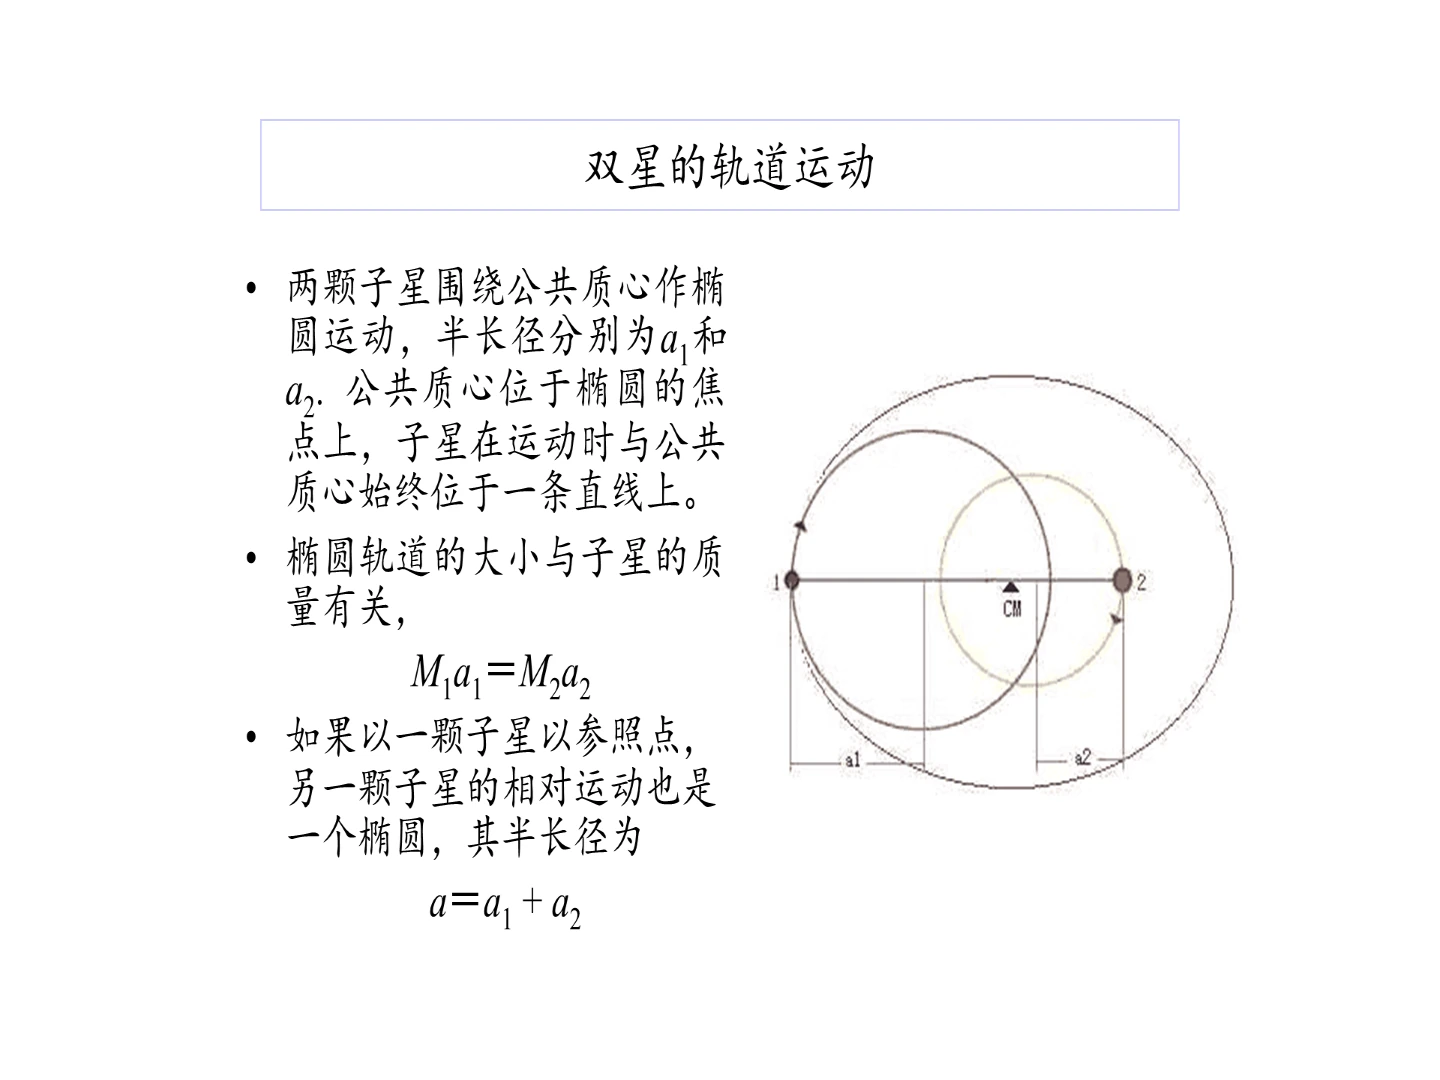 双星的轨道运动
• 两颗子星围绕公共质心作椭
圆运动，半长径分别为a₁和
a₂. 公共质心位于椭圆的焦
点上，子星在运动时与公共
质心始终位于一条直线上。
• 椭圆轨道的大小与子星的质
量有关，
M₁a₁＝M₂a₂
• 如果以一颗子星以参照点，
另一颗子星的相对运动也是
一个椭圆，其半长径为
a＝a₁ + a₂
1
2
CM
a1
a2